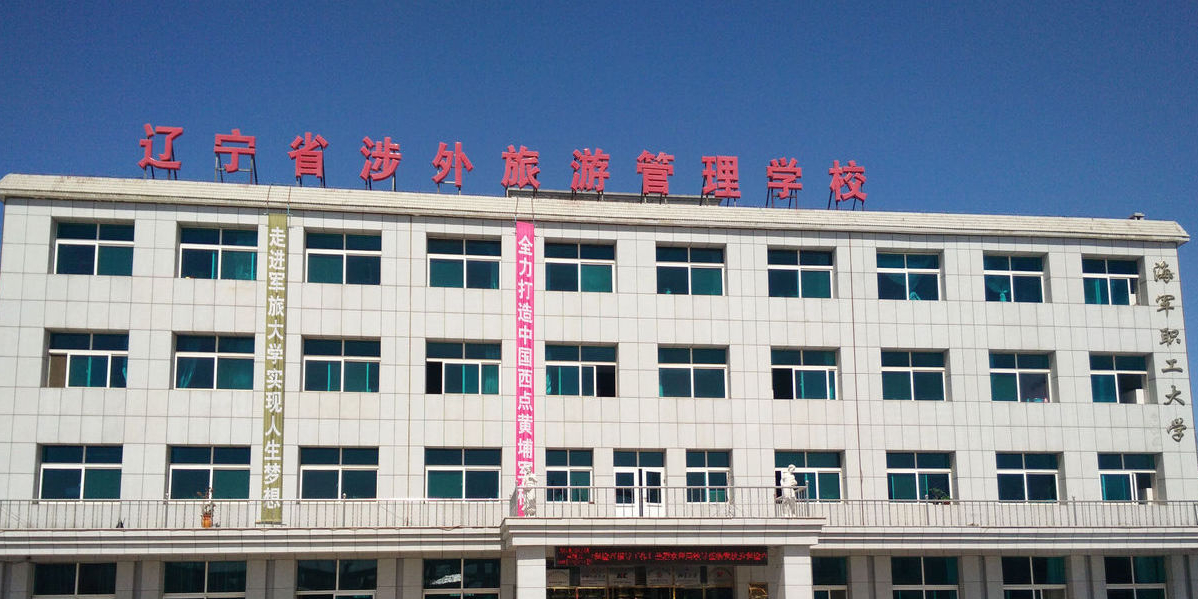 辽宁省涉外旅游管理学校
走进军旅大学实现人生梦想
全力打造中国西点黄埔军校
海军职工大学